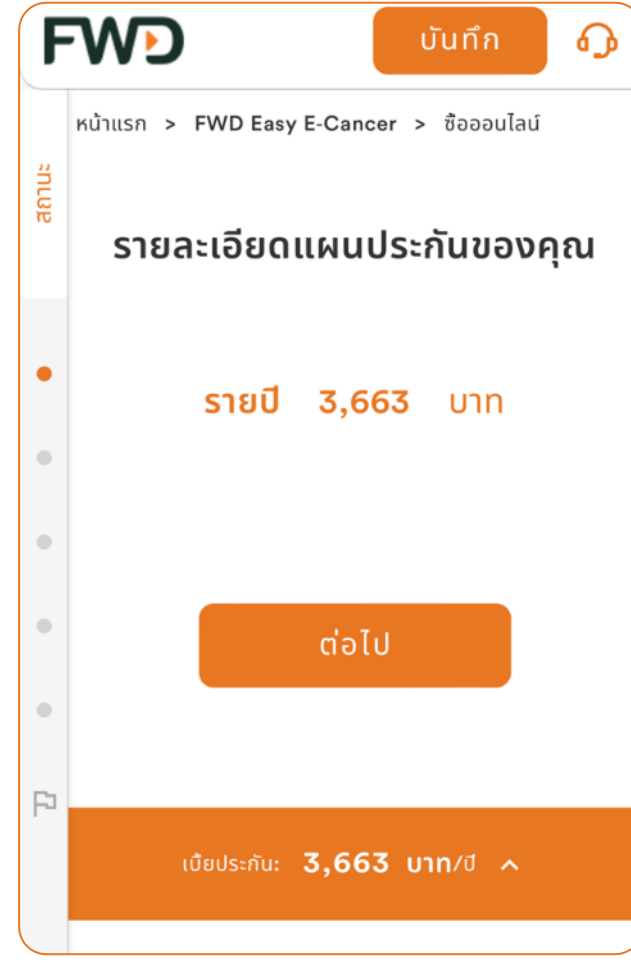 FWD
บันทึก
หน้าแรก > FWD Easy E-Cancer > ซื้อออนไลน์
สถานะ
รายละเอียดแผนประกันของคุณ
รายปี 3,663 บาท
ต่อไป
เบี้ยประกัน: 3,663 บาท/ปี